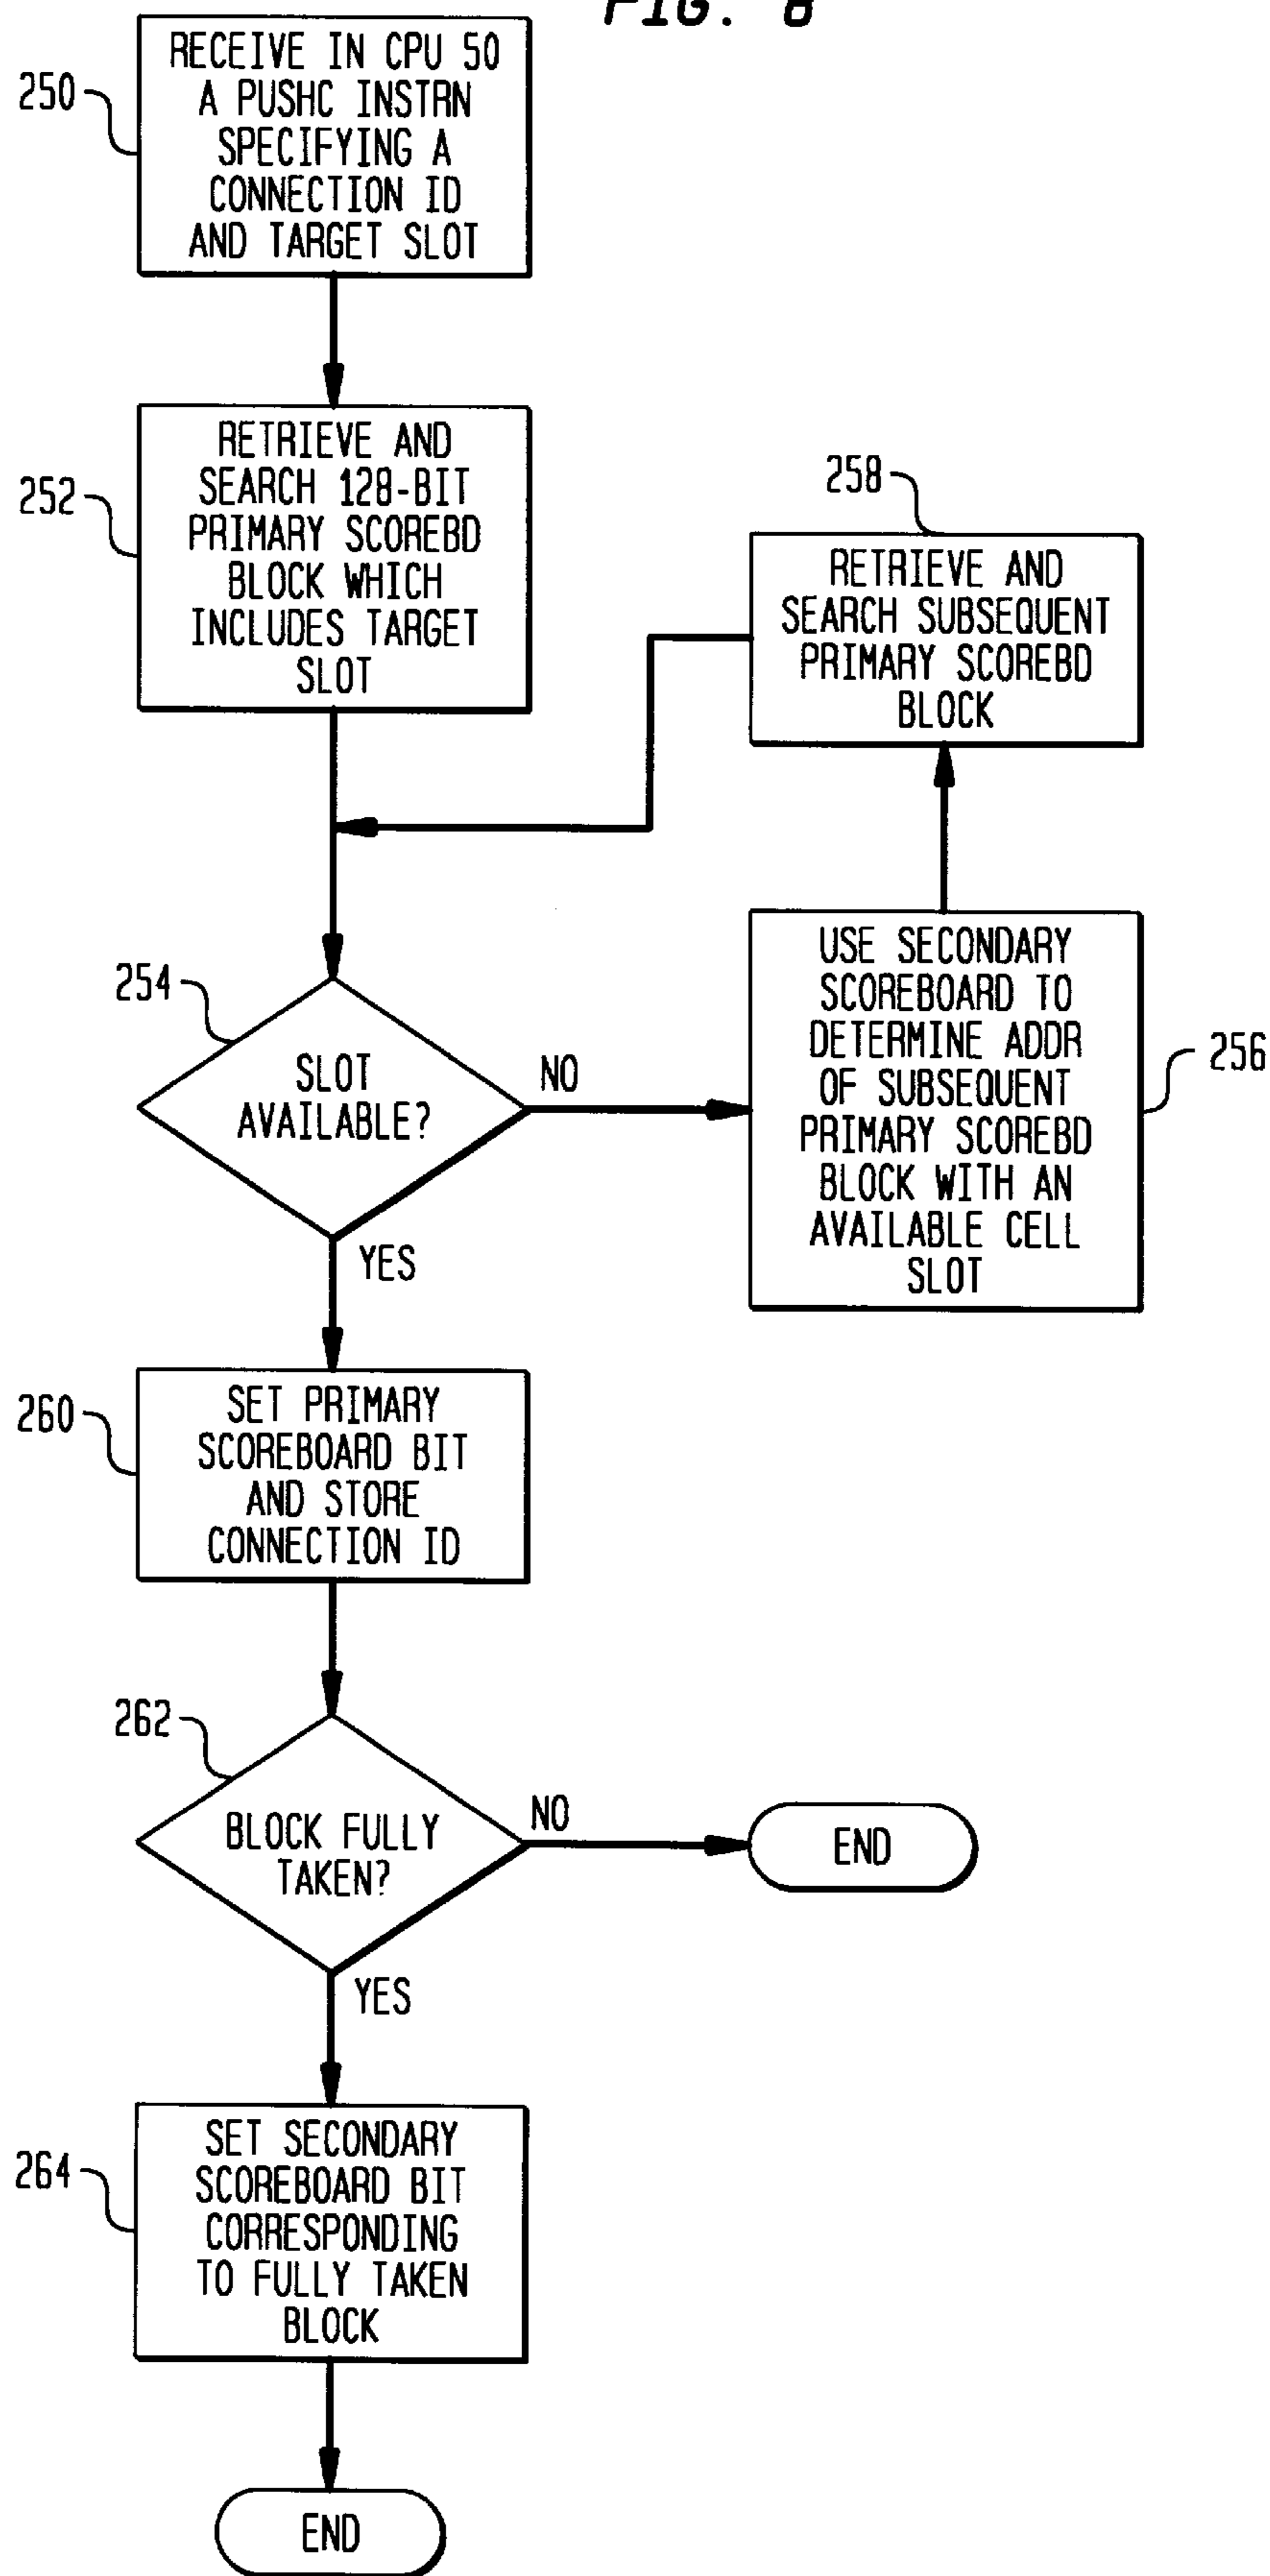 FIG. 8
250
RECEIVE IN CPU 50
A PUSHC INSTRN
SPECIFYING A
CONNECTION ID
AND TARGET SLOT
252
RETRIEVE AND
SEARCH 128-BIT
PRIMARY SCOREBD
BLOCK WHICH
INCLUDES TARGET
SLOT
258
RETRIEVE AND
SEARCH SUBSEQUENT
PRIMARY SCOREBD
BLOCK
254
SLOT
AVAILABLE?
NO
YES
256
USE SECONDARY
SCOREBOARD TO
DETERMINE ADDR
OF SUBSEQUENT
PRIMARY SCOREBD
BLOCK WITH AN
AVAILABLE CELL
SLOT
260
SET PRIMARY
SCOREBOARD BIT
AND STORE
CONNECTION ID
262
BLOCK FULLY
TAKEN?
NO
END
YES
264
SET SECONDARY
SCOREBOARD BIT
CORRESPONDING
TO FULLY TAKEN
BLOCK
END